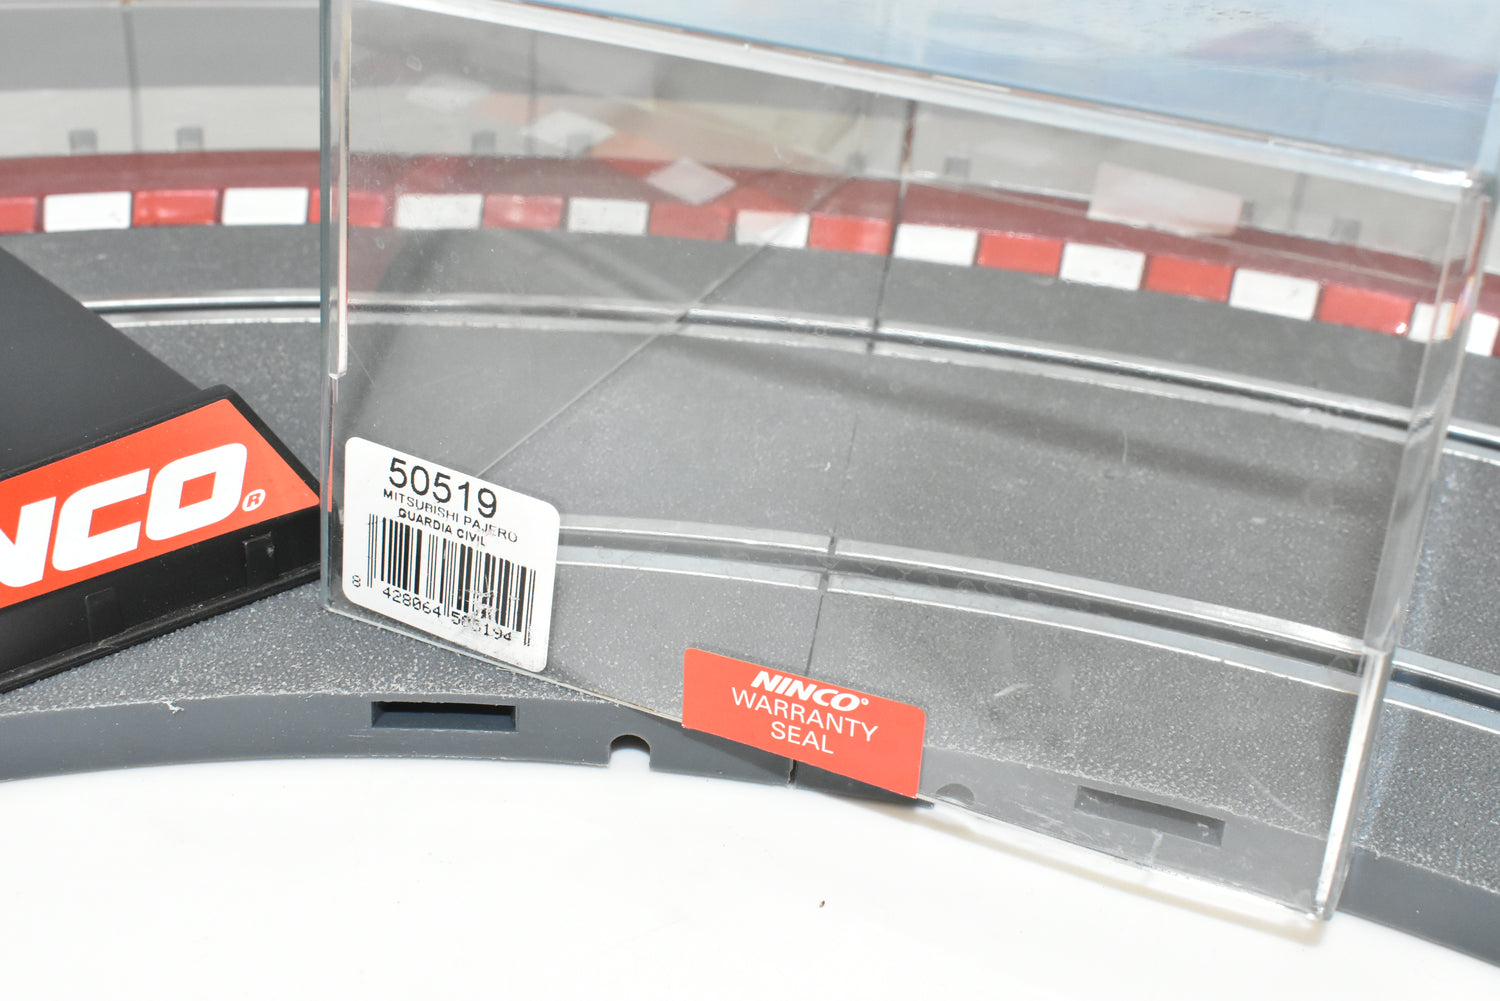 NCO®
50519
MITSUBISHI PAJERO
GUARDIA CIVIL
8 428064 505194
NINCO®
WARRANTY
SEAL